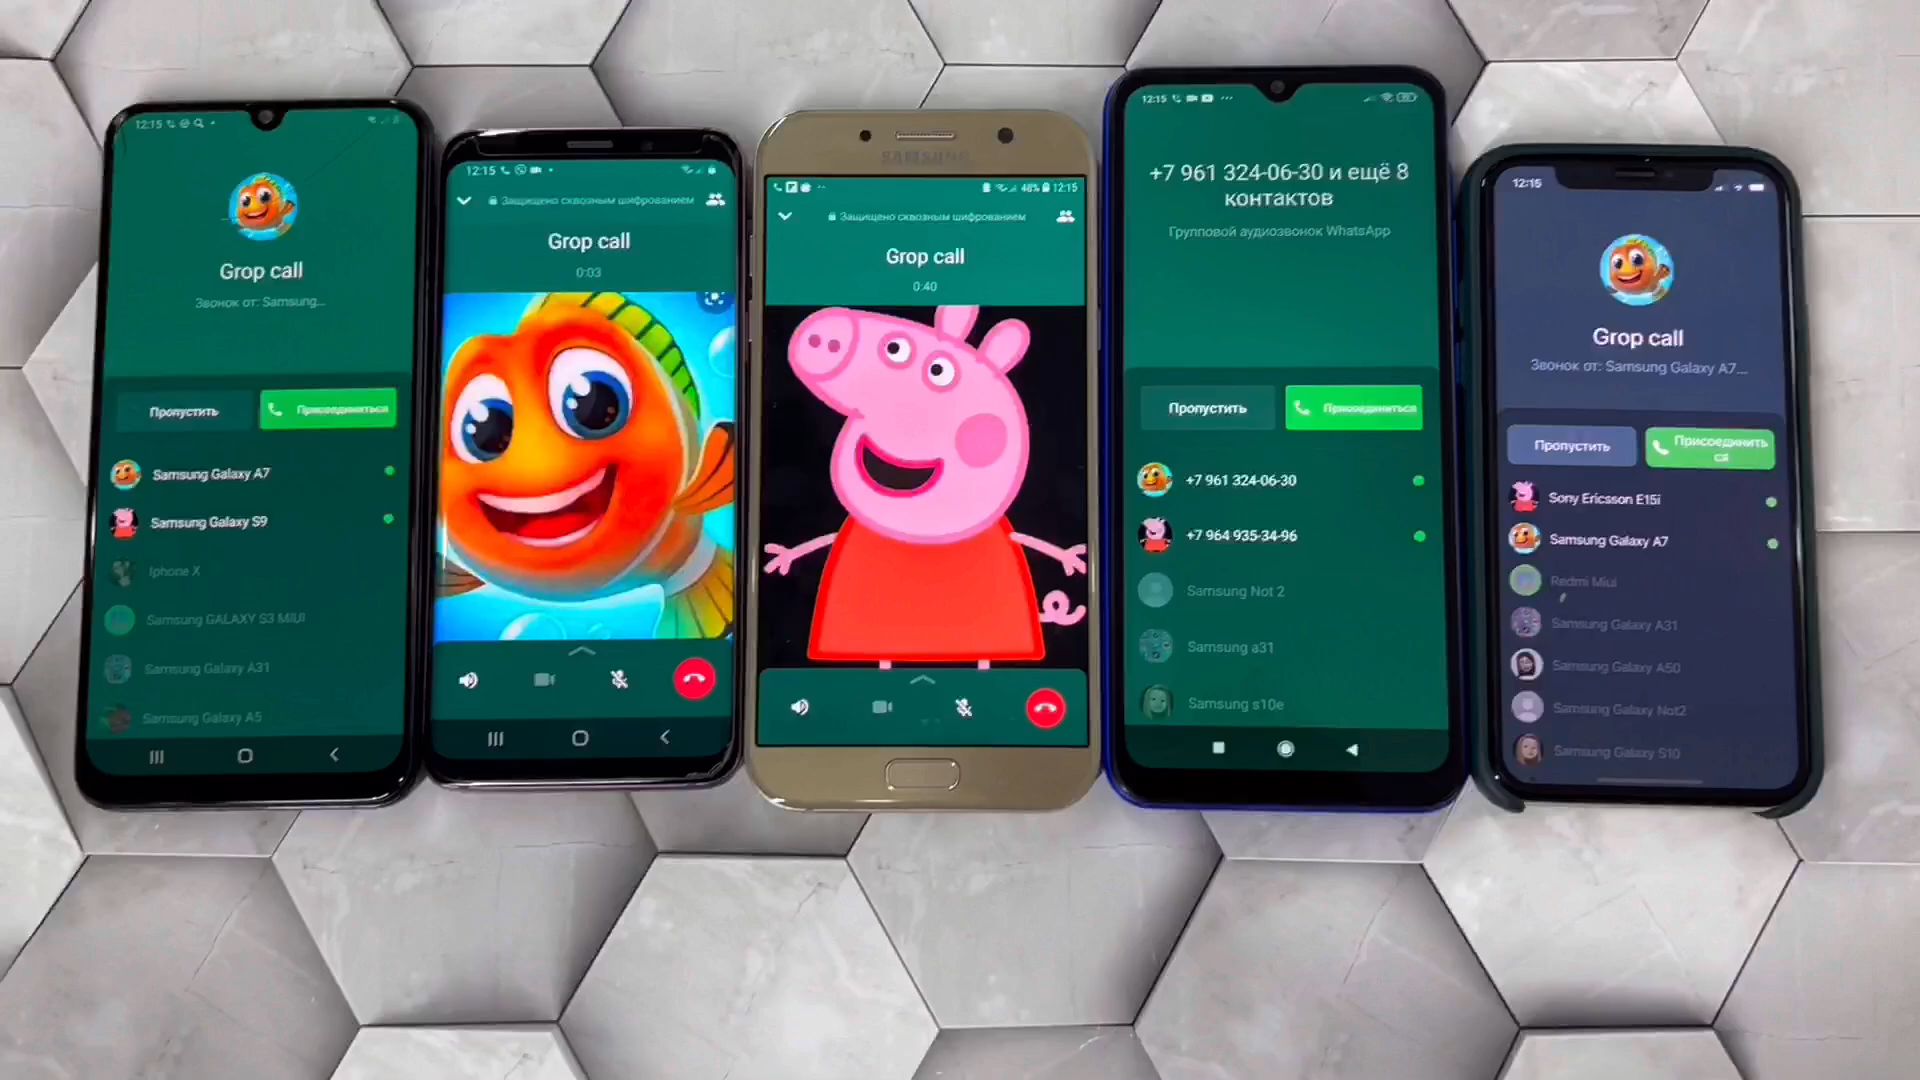 12:15
Grop call
Звонок от: Samsung...
Пропустить
Присоединиться
Samsung Galaxy A7
Samsung Galaxy S9
Iphone X
Samsung GALAXY S3 MIUI
Samsung Galaxy A31
Samsung Galaxy A5
12:15
Защищено сквозным шифрованием
Grop call
0:03
SAMSUNG
48% 12:15
Защищено сквозным шифрованием
Grop call
0:40
12:15
+7 961 324-06-30 и ещё 8
контактов
Групповой аудиозвонок WhatsApp
Пропустить
Присоединиться
+7 961 324-06-30
+7 964 935-34-96
Samsung Not 2
Samsung a31
Samsung s10e
12:15
Grop call
Звонок от: Samsung Galaxy A7...
Пропустить
Присоединить
ся
Sony Ericsson E15i
Samsung Galaxy A7
Redmi Miui
Samsung Galaxy A31
Samsung Galaxy A50
Samsung Galaxy Not2
Samsung Galaxy S10